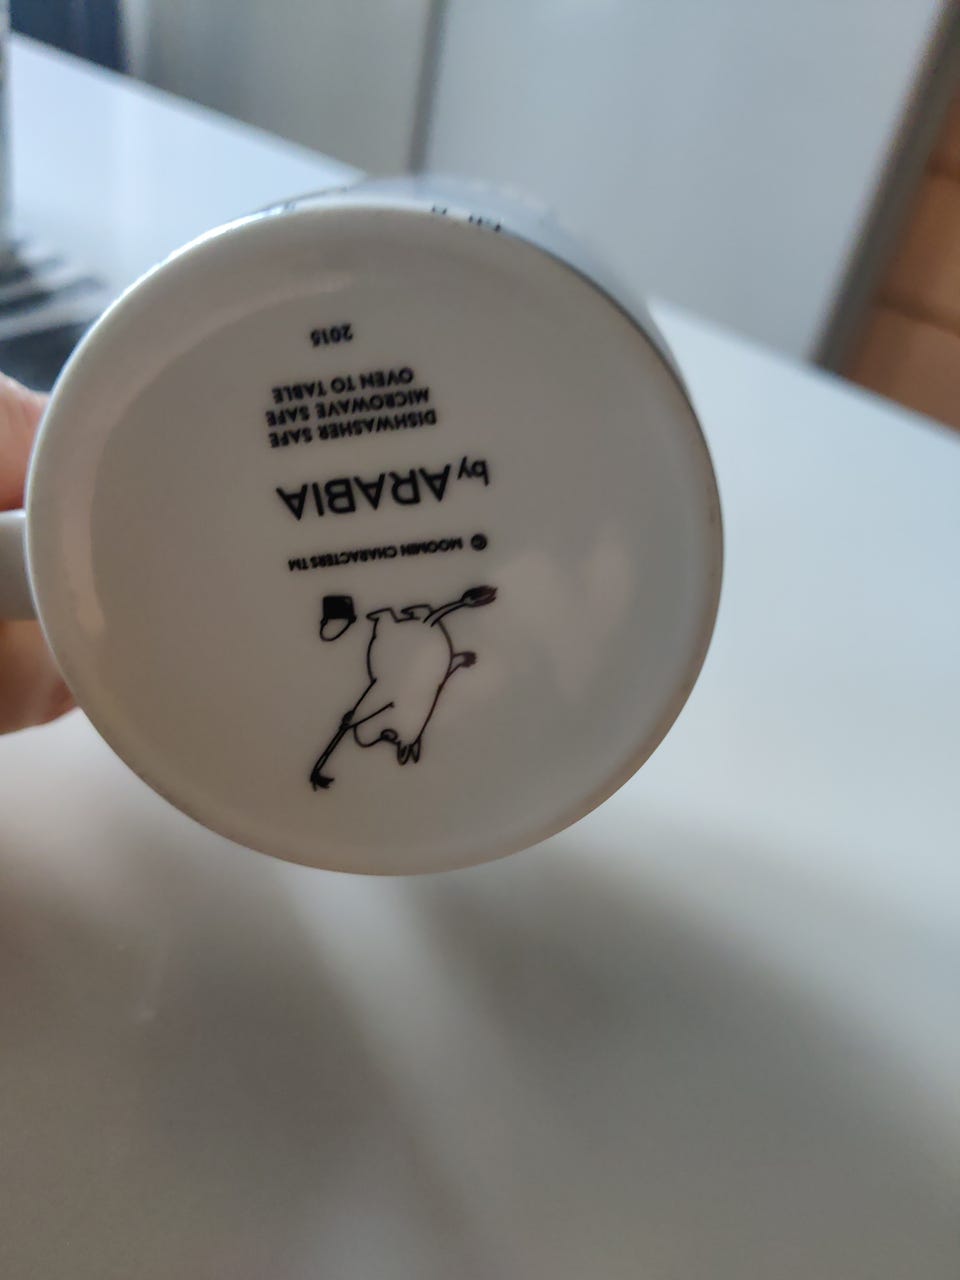 © MOOMIN CHARACTERS TM
by ARABIA
DISHWASHER SAFE
MICROWAVE SAFE
OVEN TO TABLE
2015